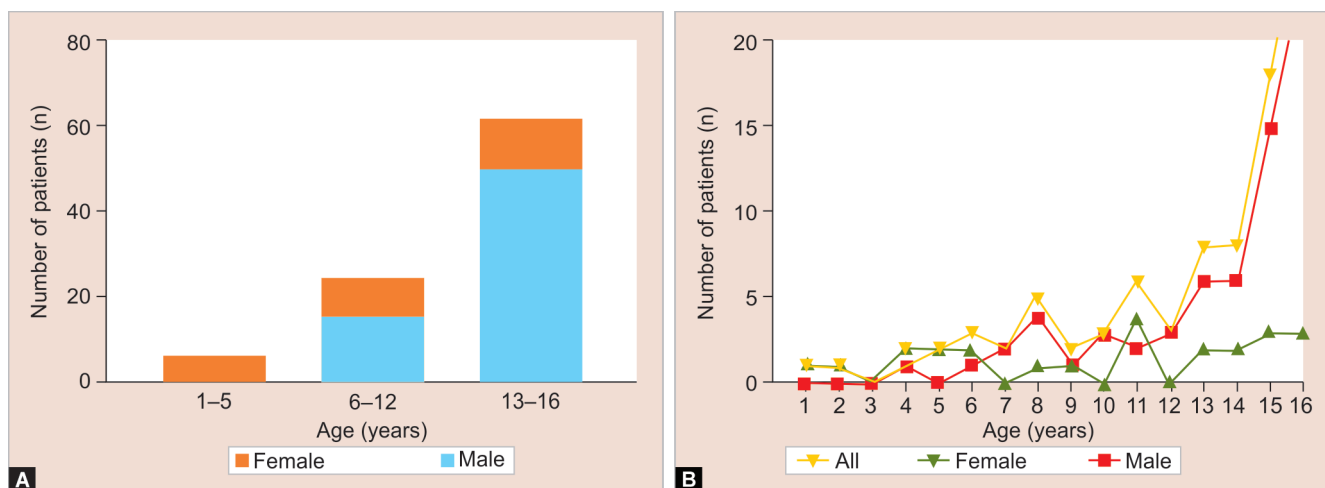 Number of patients (n)
80
60
40
20
0
1–5
6–12
13–16
Age (years)
Female
Male
A
Number of patients (n)
20
15
10
5
0
1 2 3 4 5 6 7 8 9 10 11 12 13 14 15 16
Age (years)
All
Female
Male
B